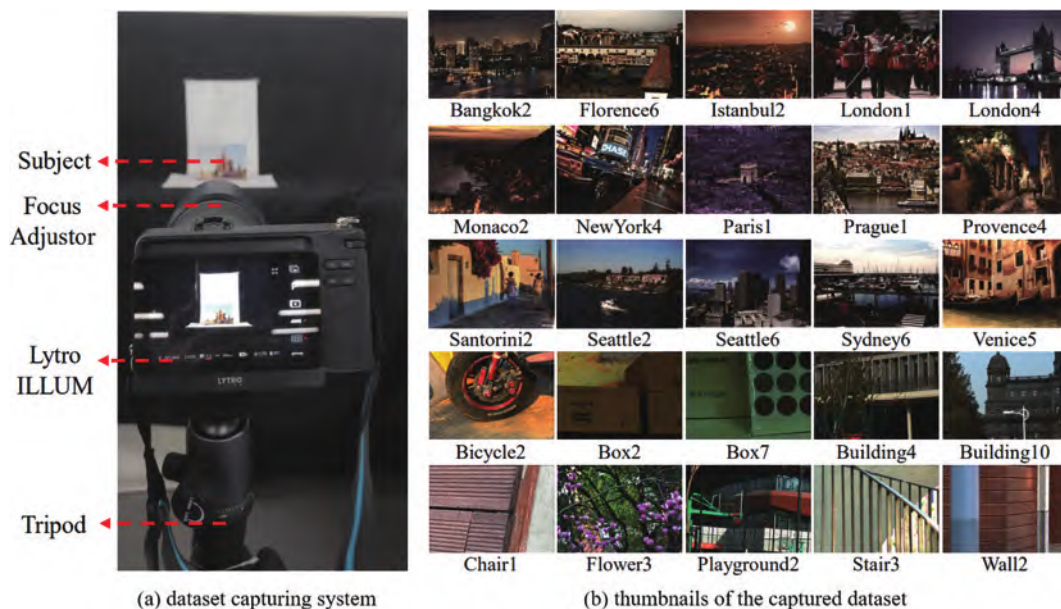 Subject
Focus
Adjustor
Lytro
ILLUM
Tripod
LYTRO
(a) dataset capturing system
Bangkok2 Florence6 Istanbul2 London1 London4
CHASE
Monaco2 NewYork4 Paris1 Prague1 Provence4
Santorini2 Seattle2 Seattle6 Sydney6 Venice5
Bicycle2 Box2 Box7 Building4 Building10
Chair1 Flower3 Playground2 Stair3 Wall2
(b) thumbnails of the captured dataset